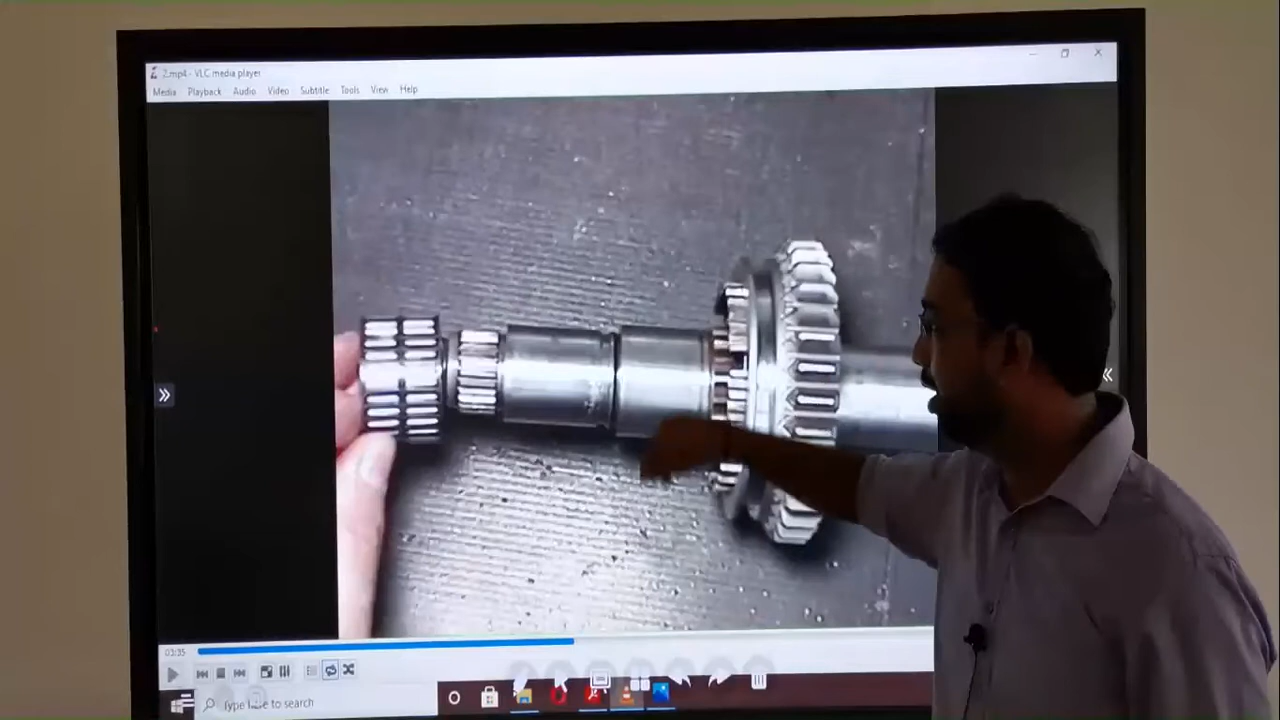 2.mp4 - VLC media player
Media Playback Audio Video Subtitle Tools View Help
03:35
Type here to search